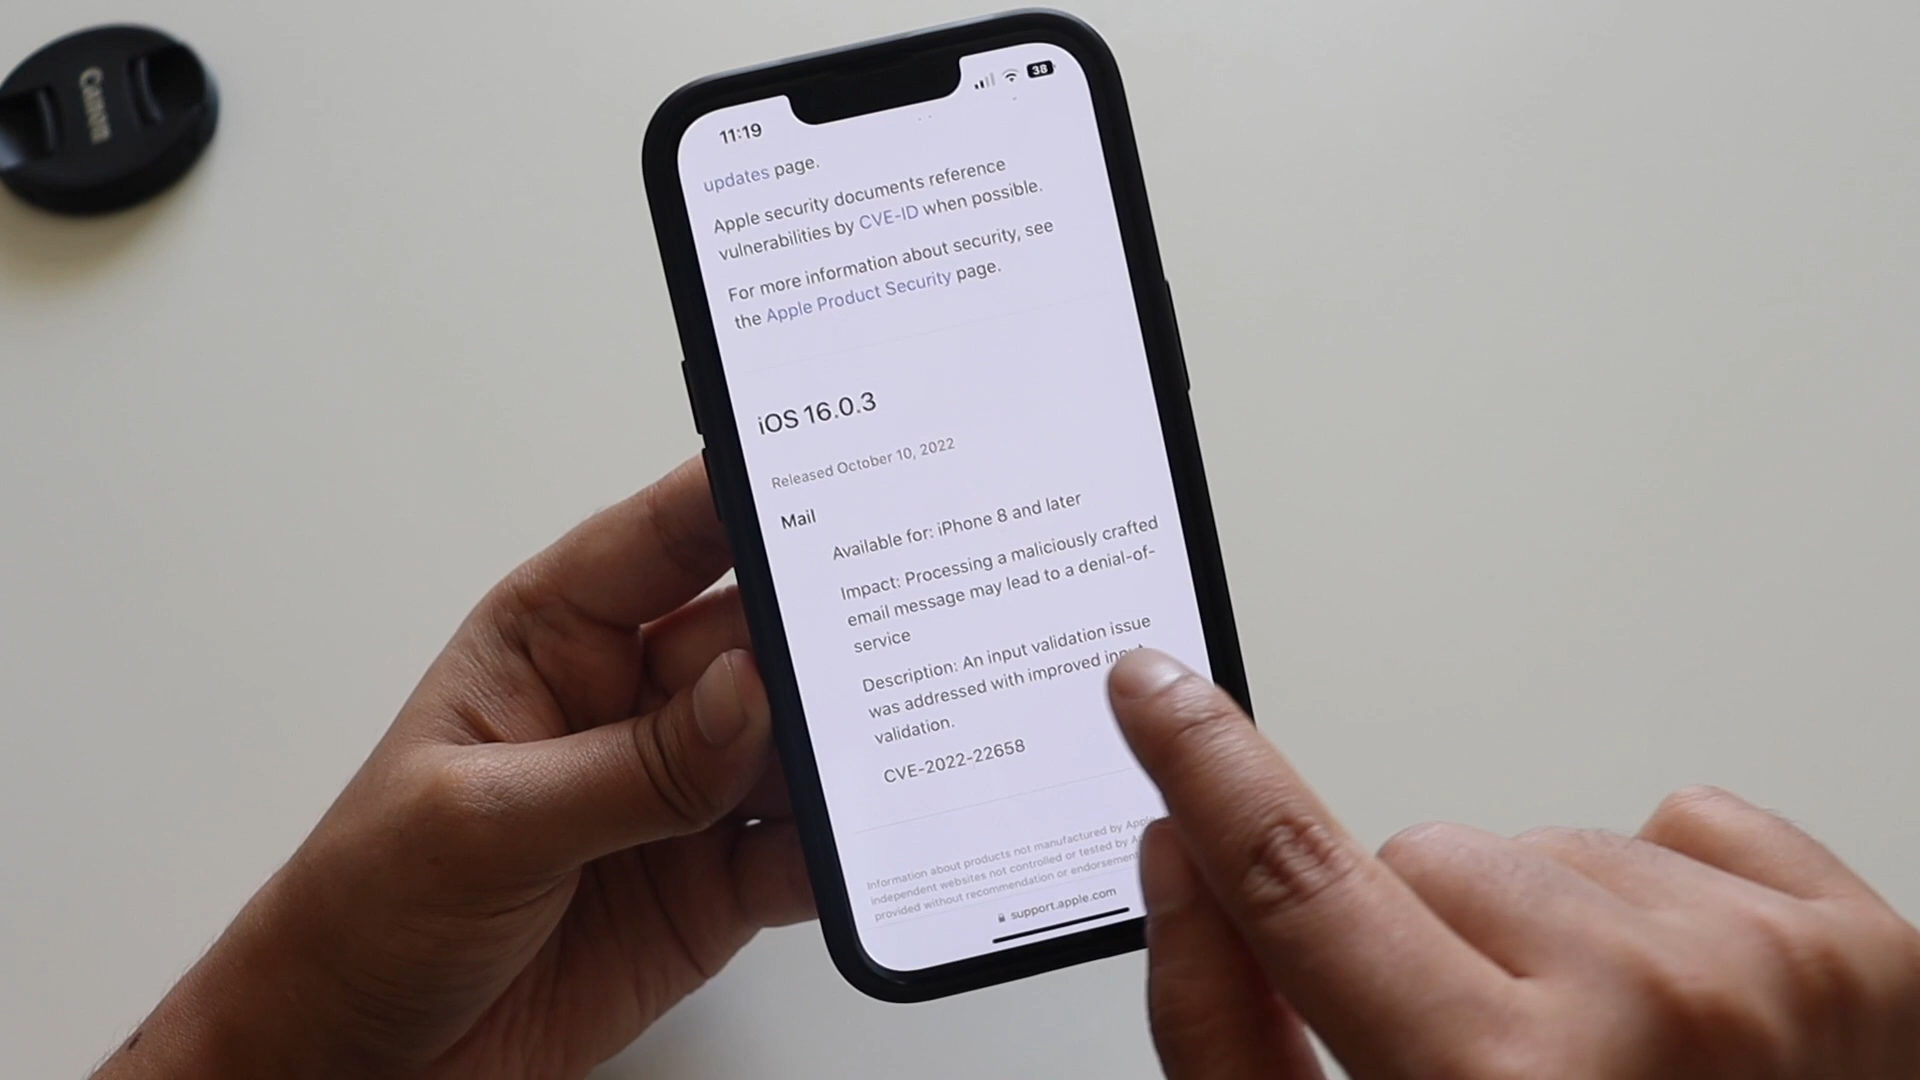 Canon
11:19
38
updates page.
Apple security documents reference
vulnerabilities by CVE-ID when possible.
For more information about security, see
the Apple Product Security page.
iOS 16.0.3
Released October 10, 2022
Mail
Available for: iPhone 8 and later
Impact: Processing a maliciously crafted
email message may lead to a denial-of-
service
Description: An input validation issue
was addressed with improved input
validation.
CVE-2022-22658
Information about products not manufactured by Apple
independent websites not controlled or tested by
provided without recommendation or endorsement
support.apple.com